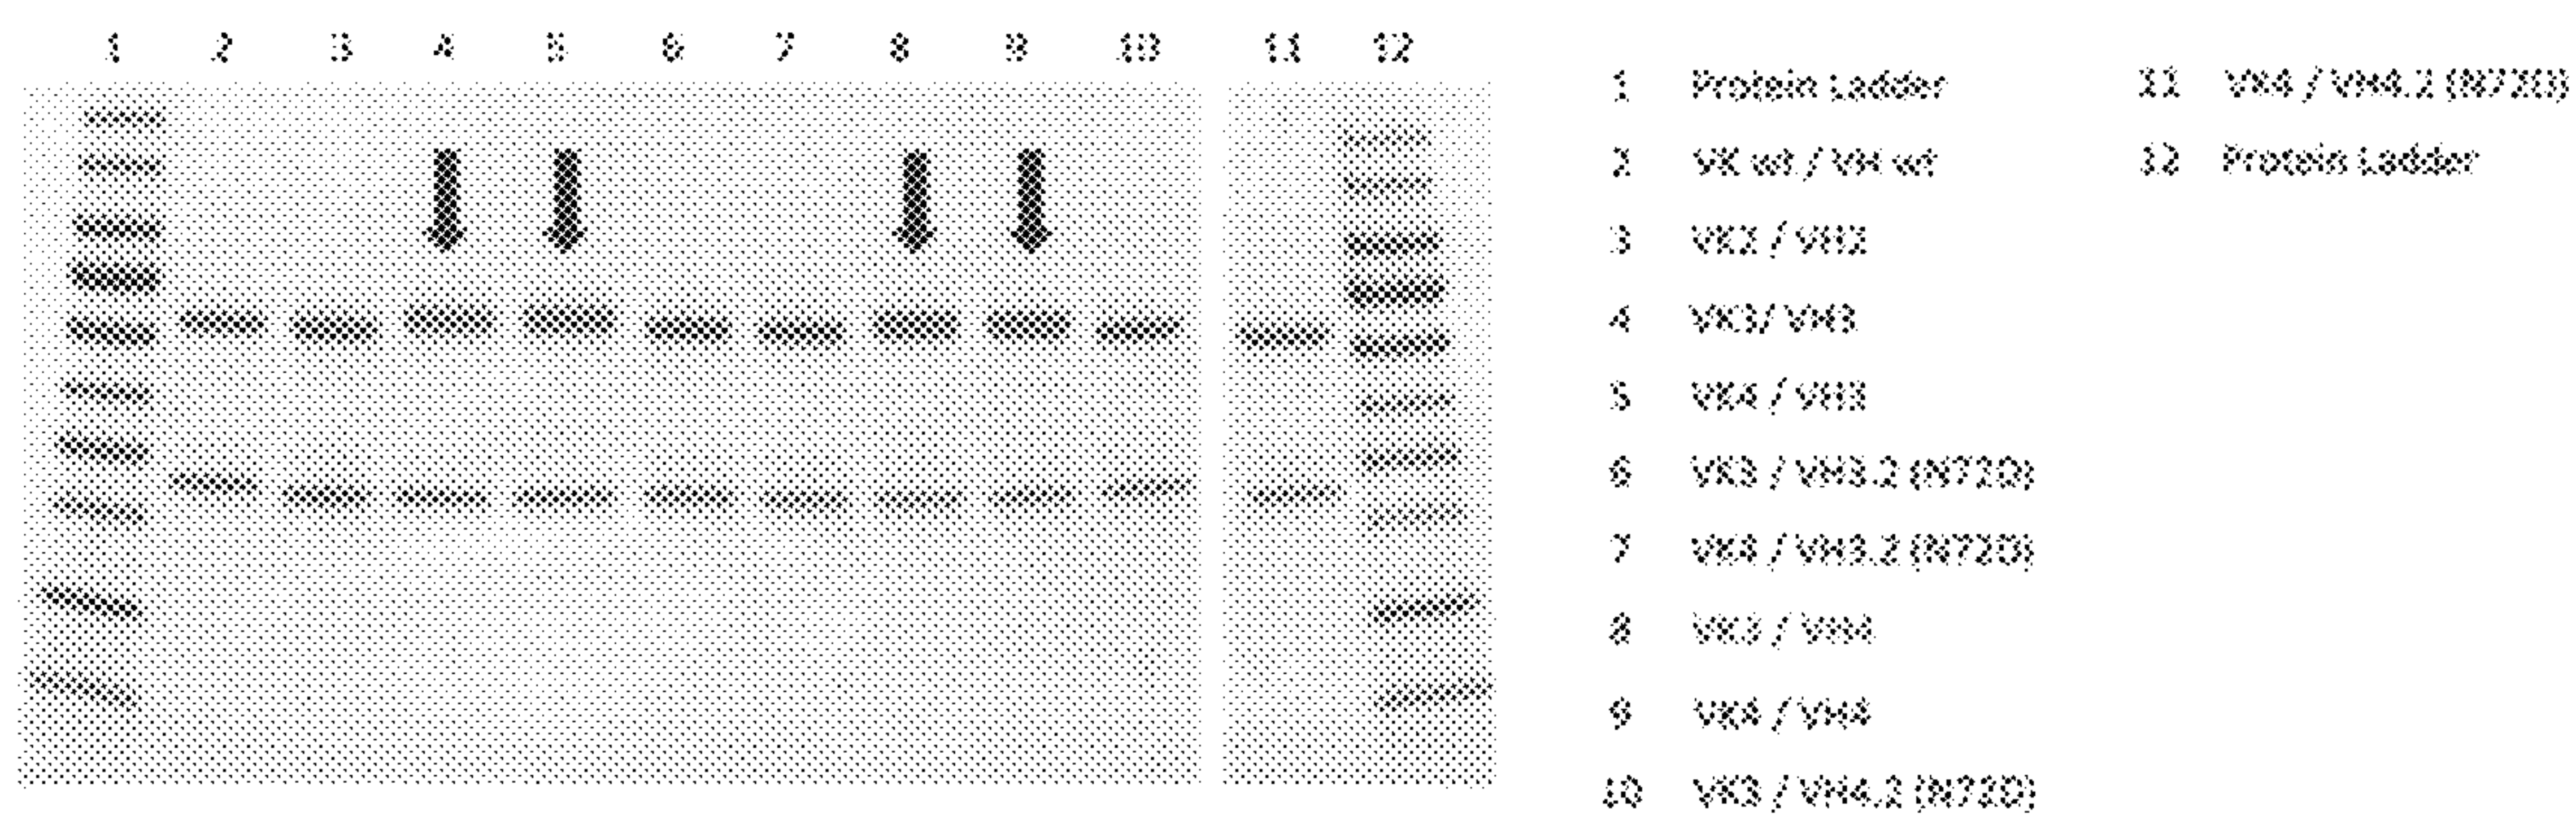 1 2 3 4 5 6 7 8 9 10 11 12
1 Protein Ladder
2 VK wt / VH wt
3 VK2 / VH2
4 VK3/ VH3
5 VK4 / VH3
6 VK3 / VH3.2 (N72D)
7 VK4 / VH3.2 (N72D)
8 VK3 / VH4
9 VK4 / VH4
10 VK3 / VH4.2 (N72D)
11 VK4 / VH4.2 (N72D)
12 Protein Ladder